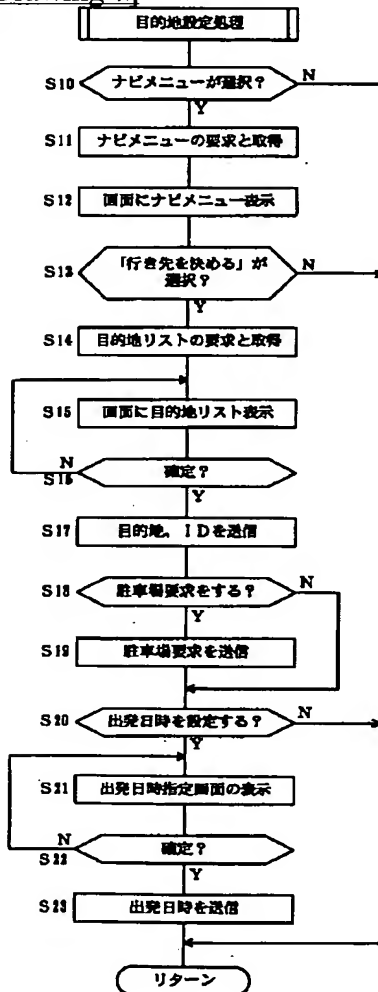 目的地設定処理
S10 ナビメニューが選択？ N
Y
S11 ナビメニューの要求と取得
S12 画面にナビメニュー表示
S13 「行き先を決める」が
選択？ N
Y
S14 目的地リストの要求と取得
S15 画面に目的地リスト表示
N
S16 確定？
Y
S17 目的地、IDを送信
S18 駐車場要求をする？ N
Y
S19 駐車場要求を送信
S20 出発日時を設定する？ N
Y
S21 出発日時指定画面の表示
N
S22 確定？
Y
S23 出発日時を送信
リターン